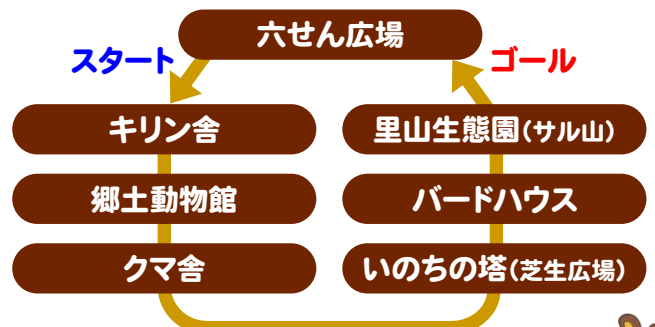 六せん広場
スタート
ゴール
キリン舎
里山生態園(サル山)
郷土動物館
バードハウス
クマ舎
いのちの塔(芝生広場)